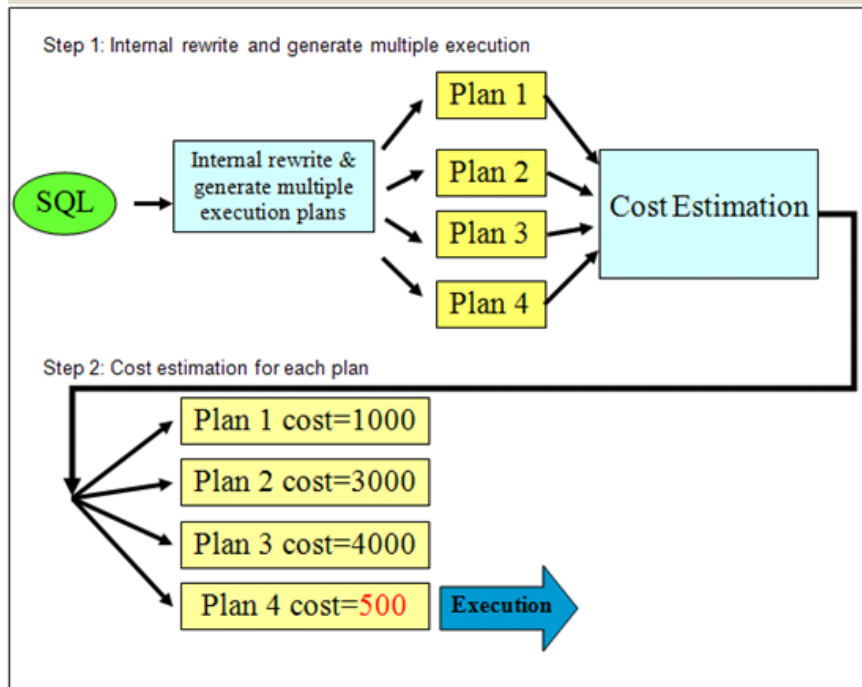 Step 1: Internal rewrite and generate multiple execution
SQL
Internal rewrite &
generate multiple
execution plans
Plan 1
Plan 2
Plan 3
Plan 4
Cost Estimation
Step 2: Cost estimation for each plan
Plan 1 cost=1000
Plan 2 cost=3000
Plan 3 cost=4000
Plan 4 cost=500
Execution